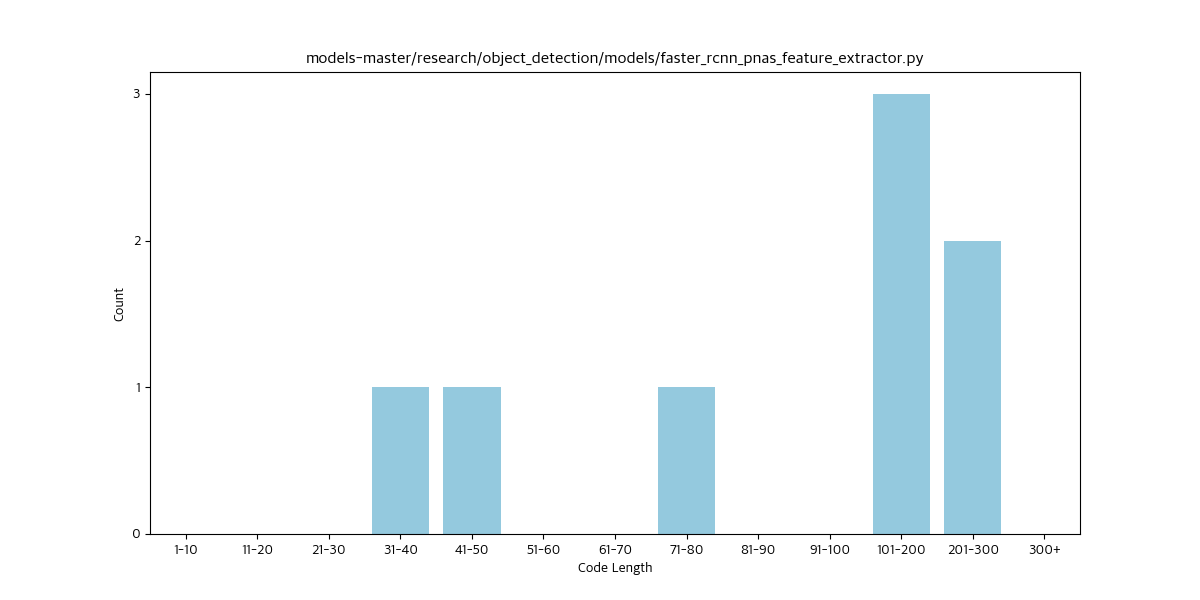 models-master/research/object_detection/models/faster_rcnn_pnas_feature_extractor.py
3
2
1
0
Count
1-10 11-20 21-30 31-40 41-50 51-60 61-70 71-80 81-90 91-100 101-200 201-300 300+
Code Length